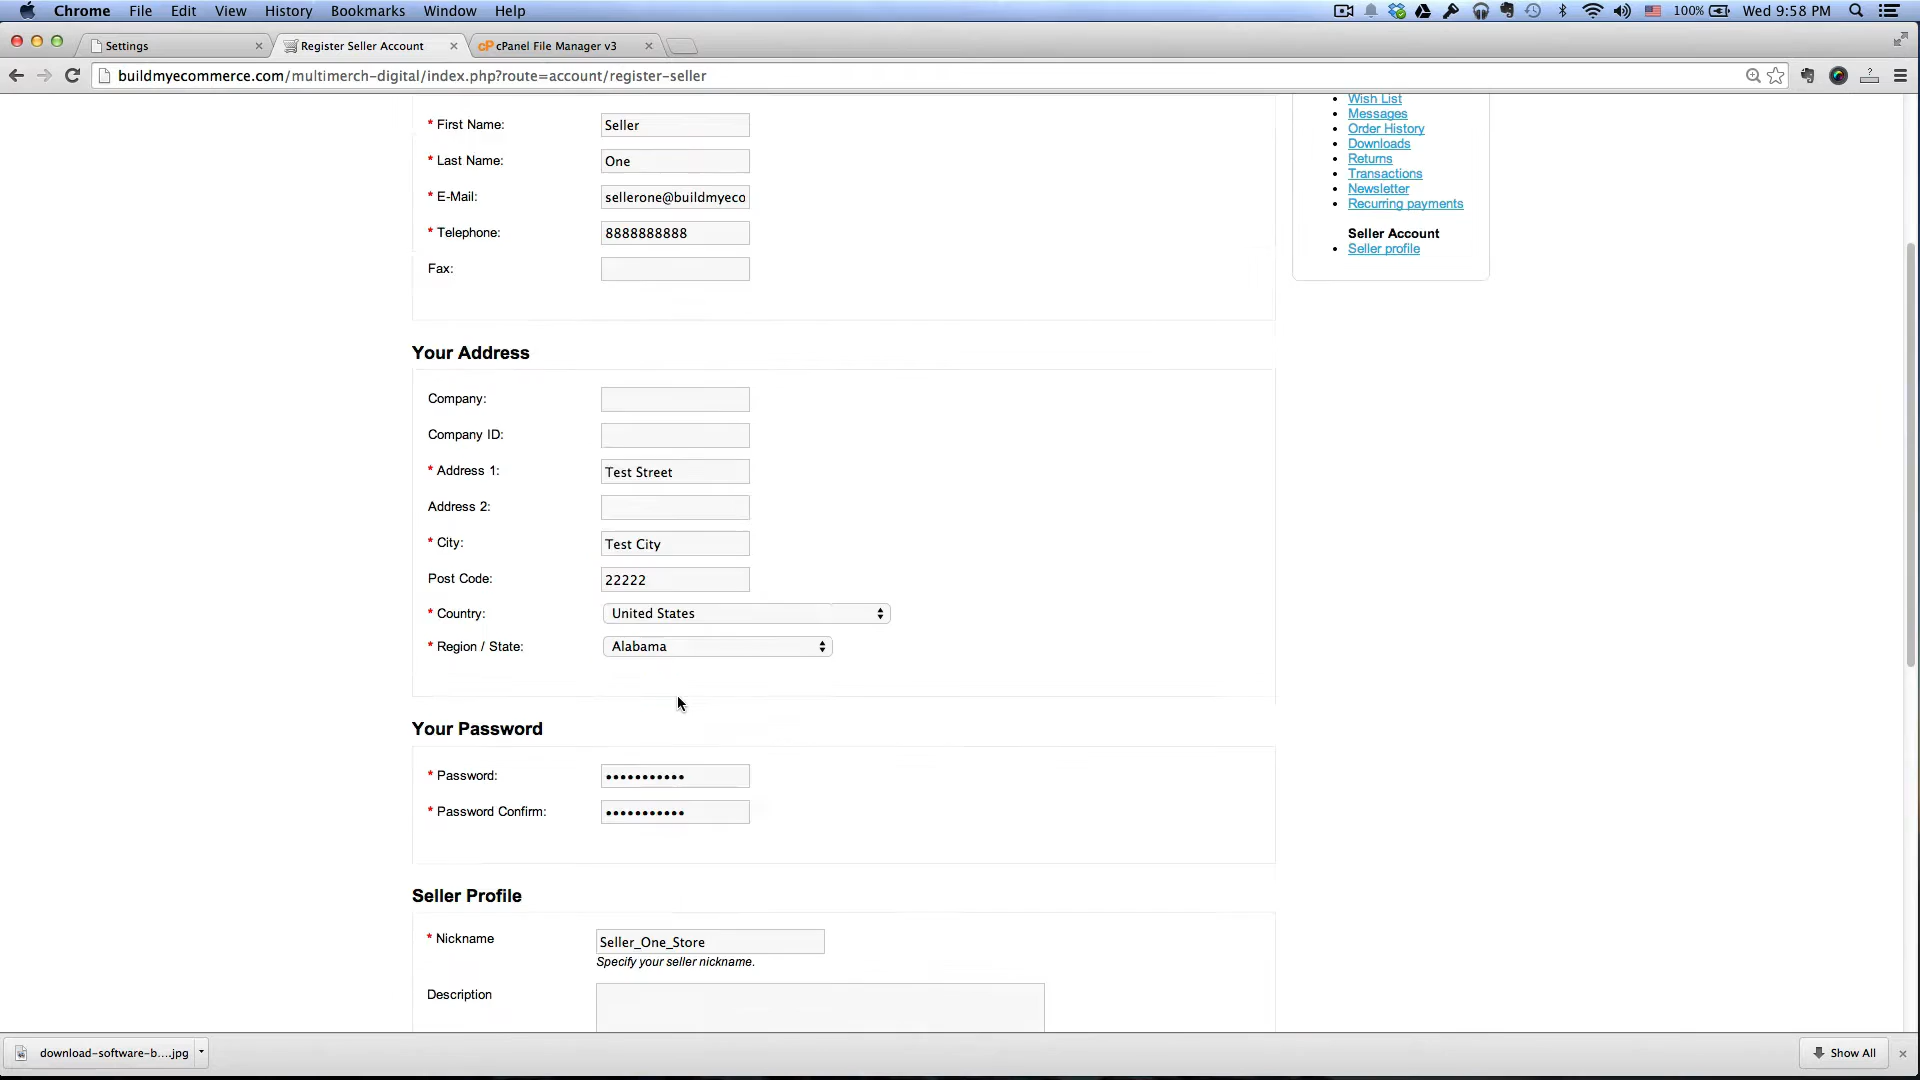 Chrome File Edit View History Bookmarks Window Help 100% Wed 9:58 PM
Settings Register Seller Account cP cPanel File Manager v3
buildmyecommerce.com/multimerch-digital/index.php?route=account/register-seller
* First Name: Seller
* Last Name: One
* E-Mail: sellerone@buildmyeco
* Telephone: 8888888888
Fax:
Wish List
Messages
Order History
Downloads
Returns
Transactions
Newsletter
Recurring payments
Seller Account
Seller profile
Your Address
Company:
Company ID:
* Address 1: Test Street
Address 2:
* City: Test City
Post Code: 22222
* Country: United States
* Region / State: Alabama
Your Password
* Password: •••••••••••
* Password Confirm: •••••••••••
Seller Profile
* Nickname Seller_One_Store
Specify your seller nickname.
Description
download-software-b....jpg Show All